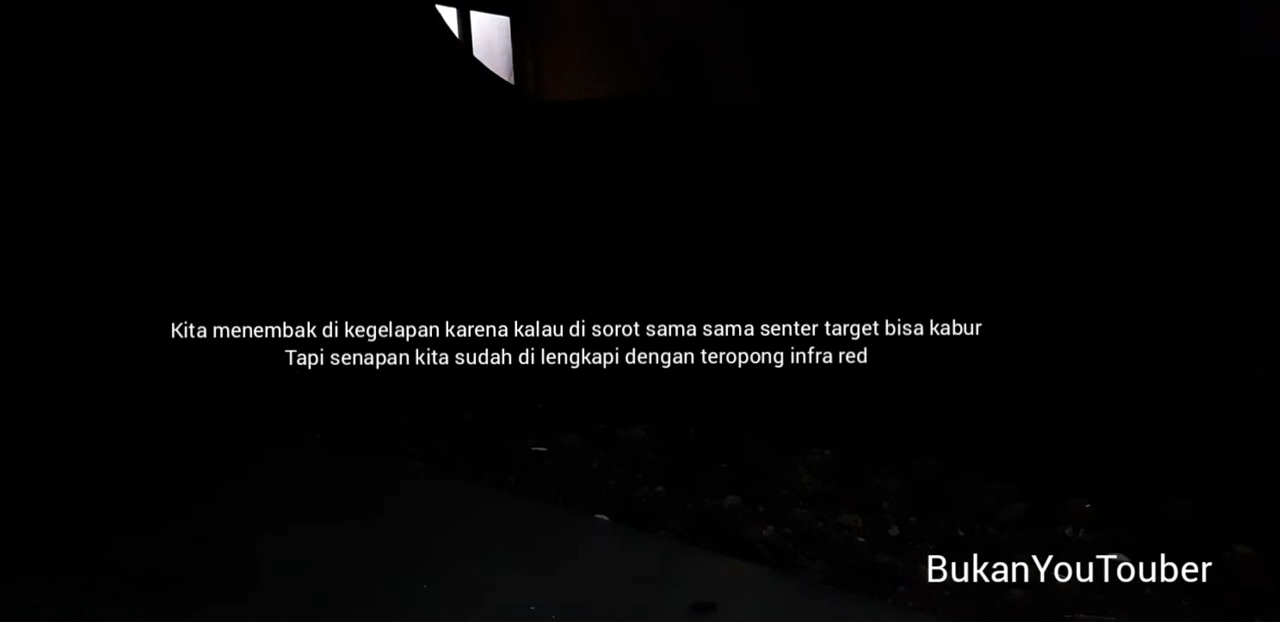 Kita menembak di kegelapan karena kalau di sorot sama sama senter target bisa kabur
Tapi senapan kita sudah di lengkapi dengan teropong infra red
BukanYouTouber